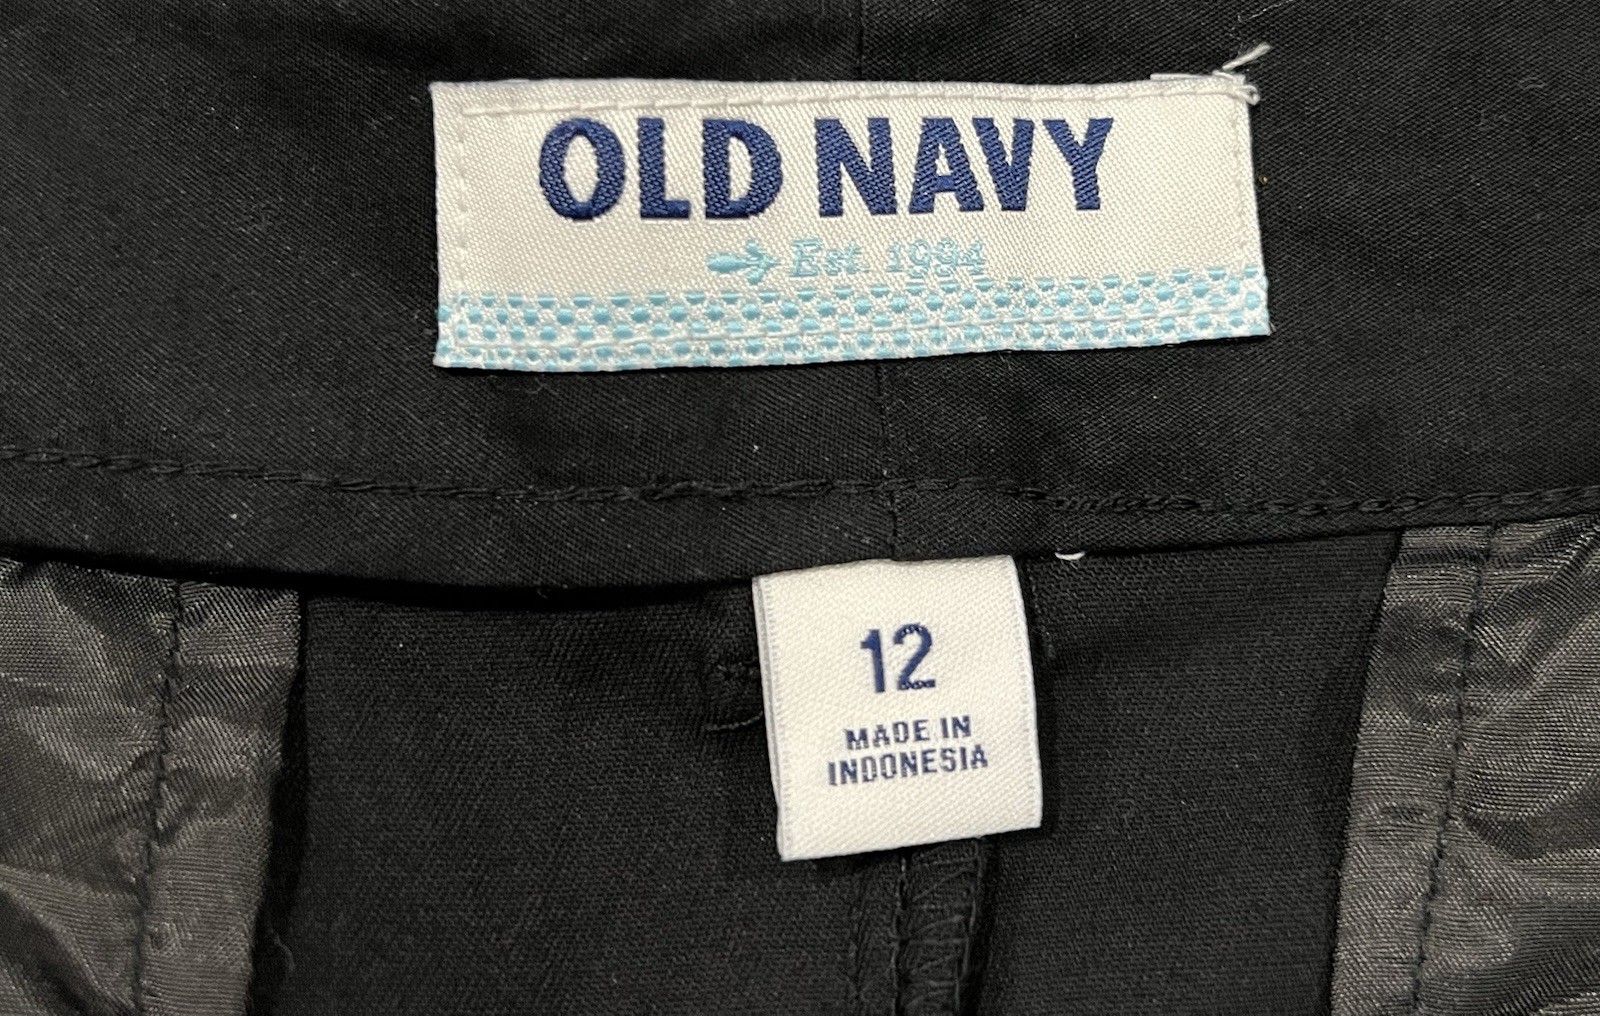 OLD NAVY
Est. 1994
12
MADE IN
INDONESIA